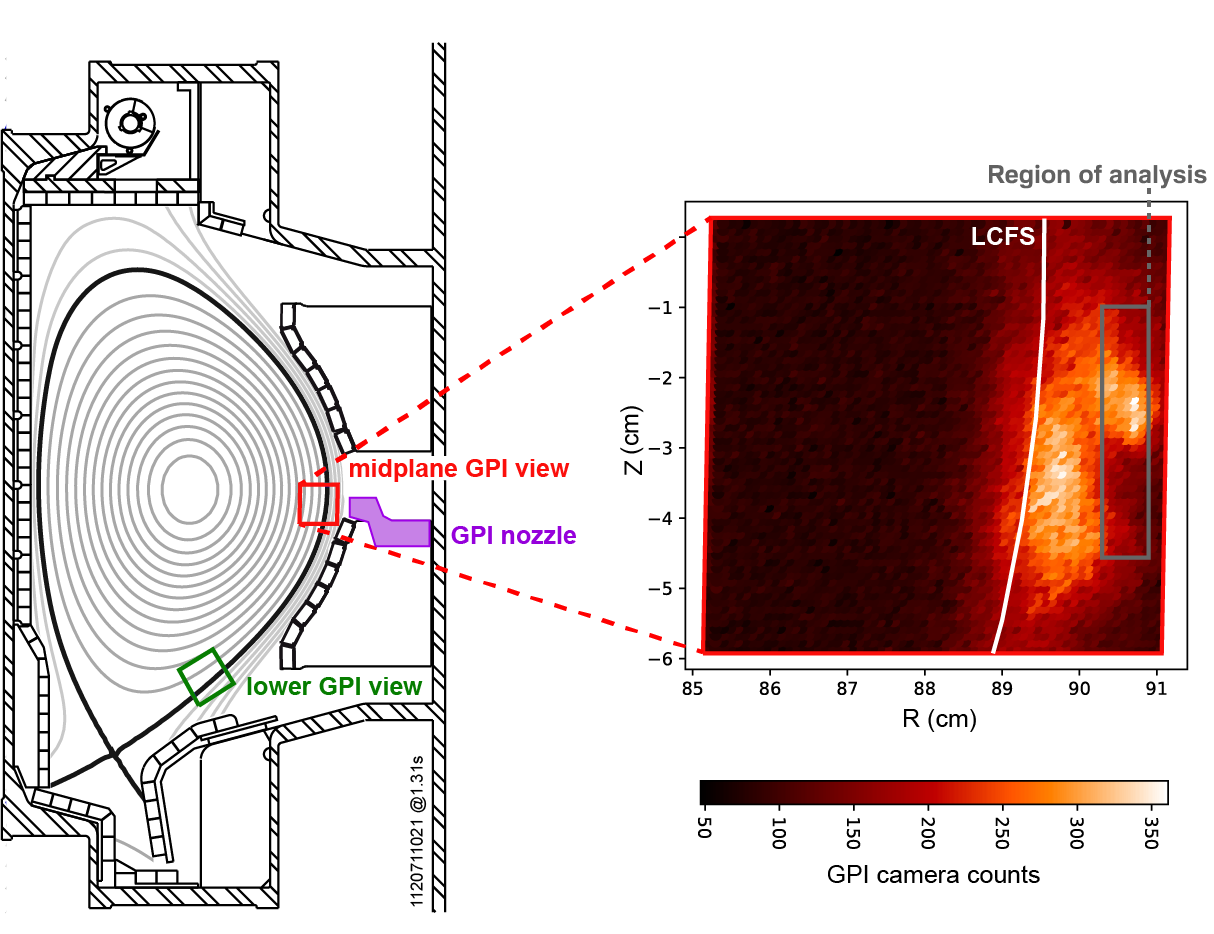 Region of analysis
LCFS
midplane GPI view
GPI nozzle
lower GPI view
1120711021 @1.31s
Z (cm)
−1
−2
−3
−4
−5
−6
85 86 87 88 89 90 91
R (cm)
50 100 150 200 250 300 350
GPI camera counts